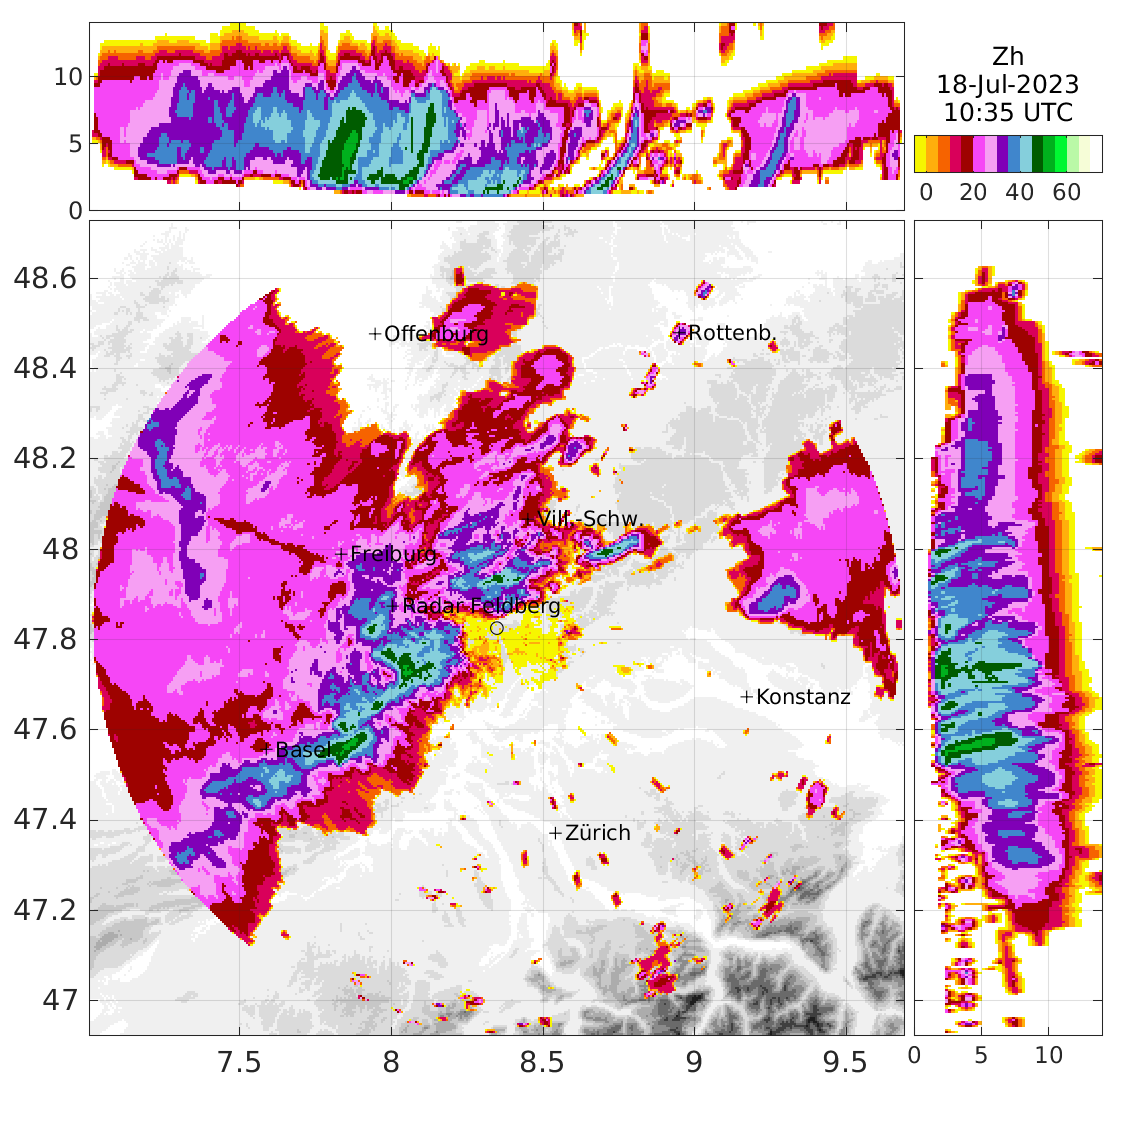 10
5
0
Zh
18-Jul-2023
10:35 UTC
0 20 40 60
48.6
48.4
48.2
48
47.8
47.6
47.4
47.2
47
+Offenburg
+Rottenb.
+Vill.-Schw.
+Freiburg
+Radar Feldberg
+Konstanz
+Basel
+Zürich
7.5 8 8.5 9 9.5
0 5 10